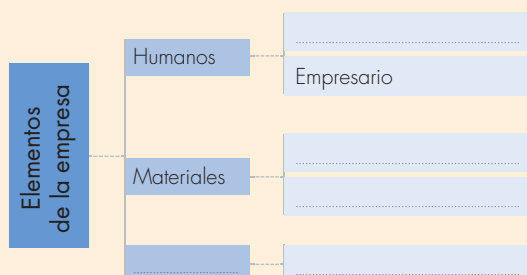 Elementos
de la empresa
Humanos
Empresario
Materiales